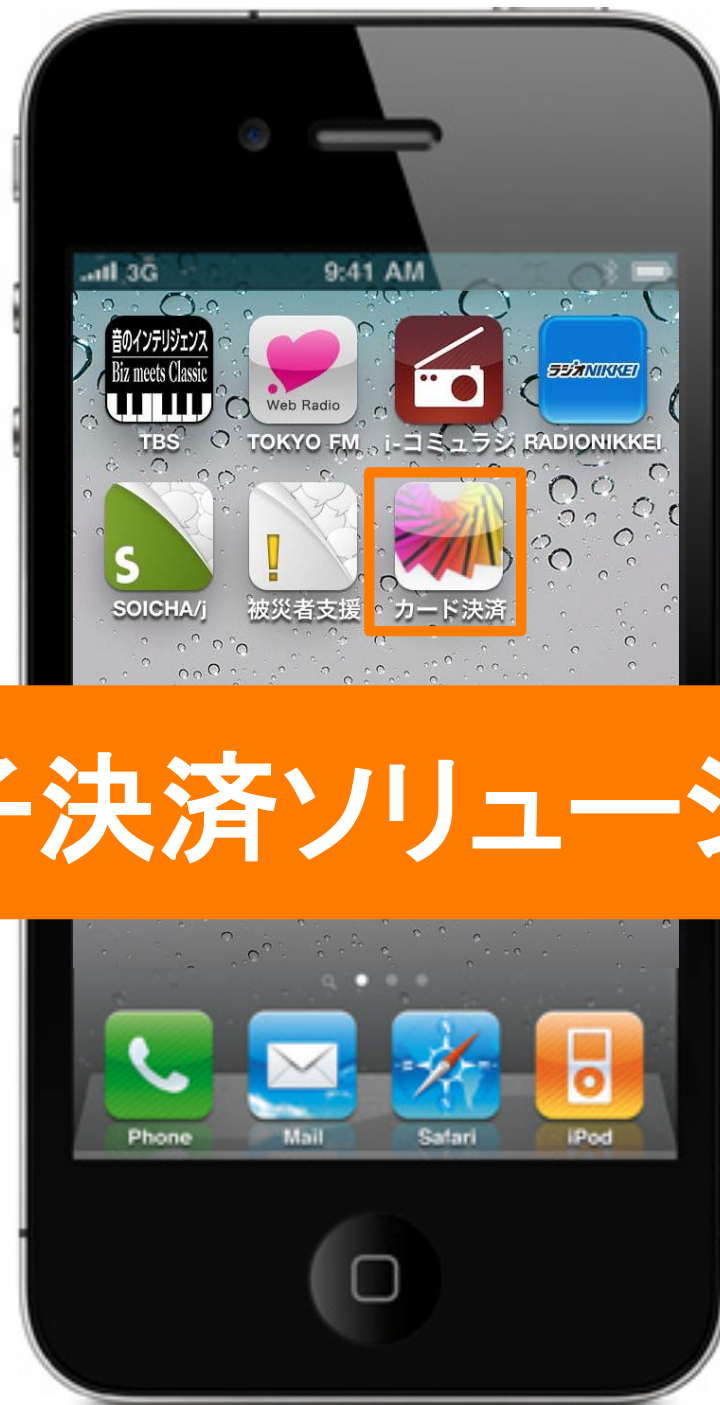 3G 9:41 AM
音のインテリジェンス
Biz meets Classic
Web Radio
ラジオNIKKEI
TBS TOKYO FM i-コミュラジ RADIONIKKEI
S !
SOICHA/j 被災者支援 カード決済
決済ソリューシ
Phone Mail Safari iPod